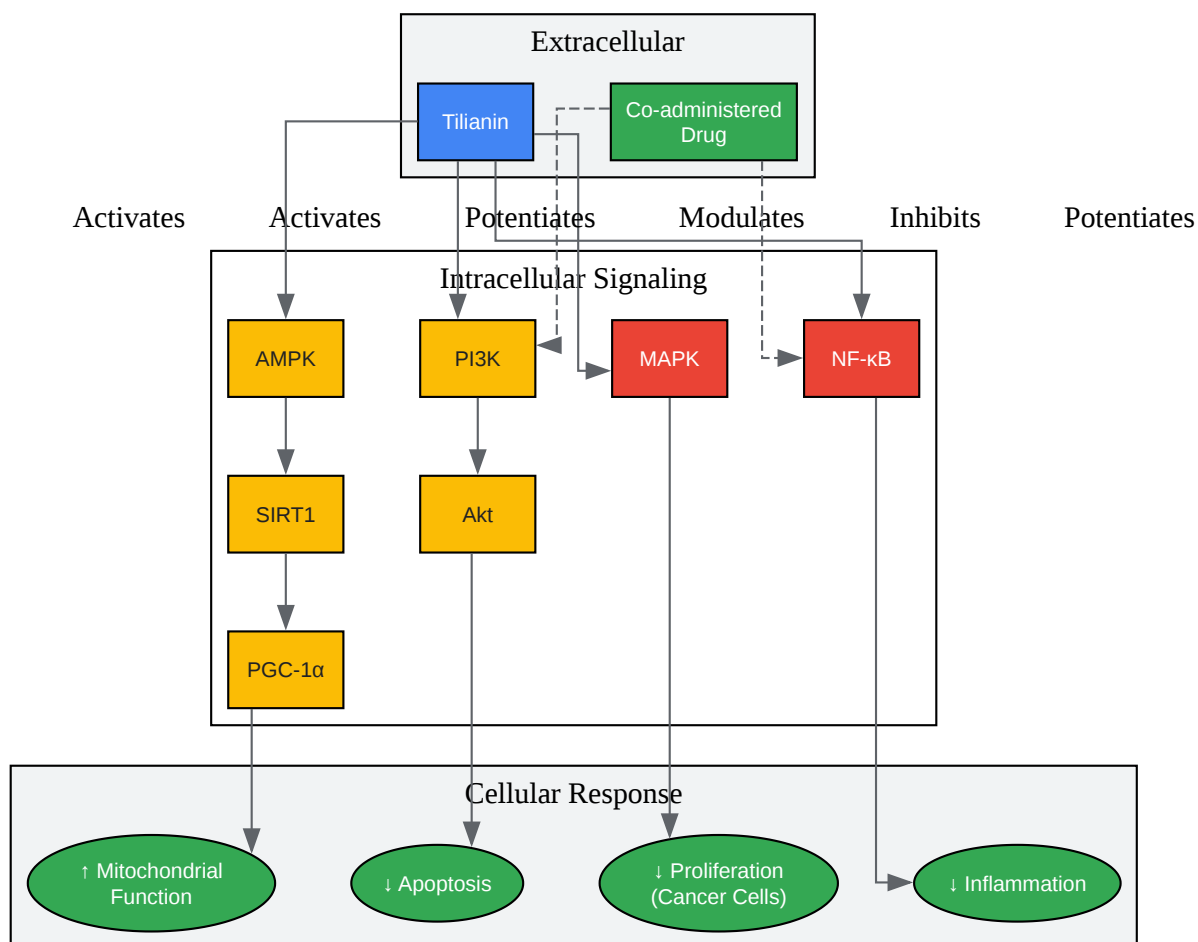 Extracellular
Tilianin
Co-administered
Drug
Activates
Activates
Potentiates
Modulates
Inhibits
Potentiates
Intracellular Signaling
AMPK
PI3K
MAPK
NF-κB
SIRT1
Akt
PGC-1α
Cellular Response
↑ Mitochondrial
Function
↓ Apoptosis
↓ Proliferation
(Cancer Cells)
↓ Inflammation